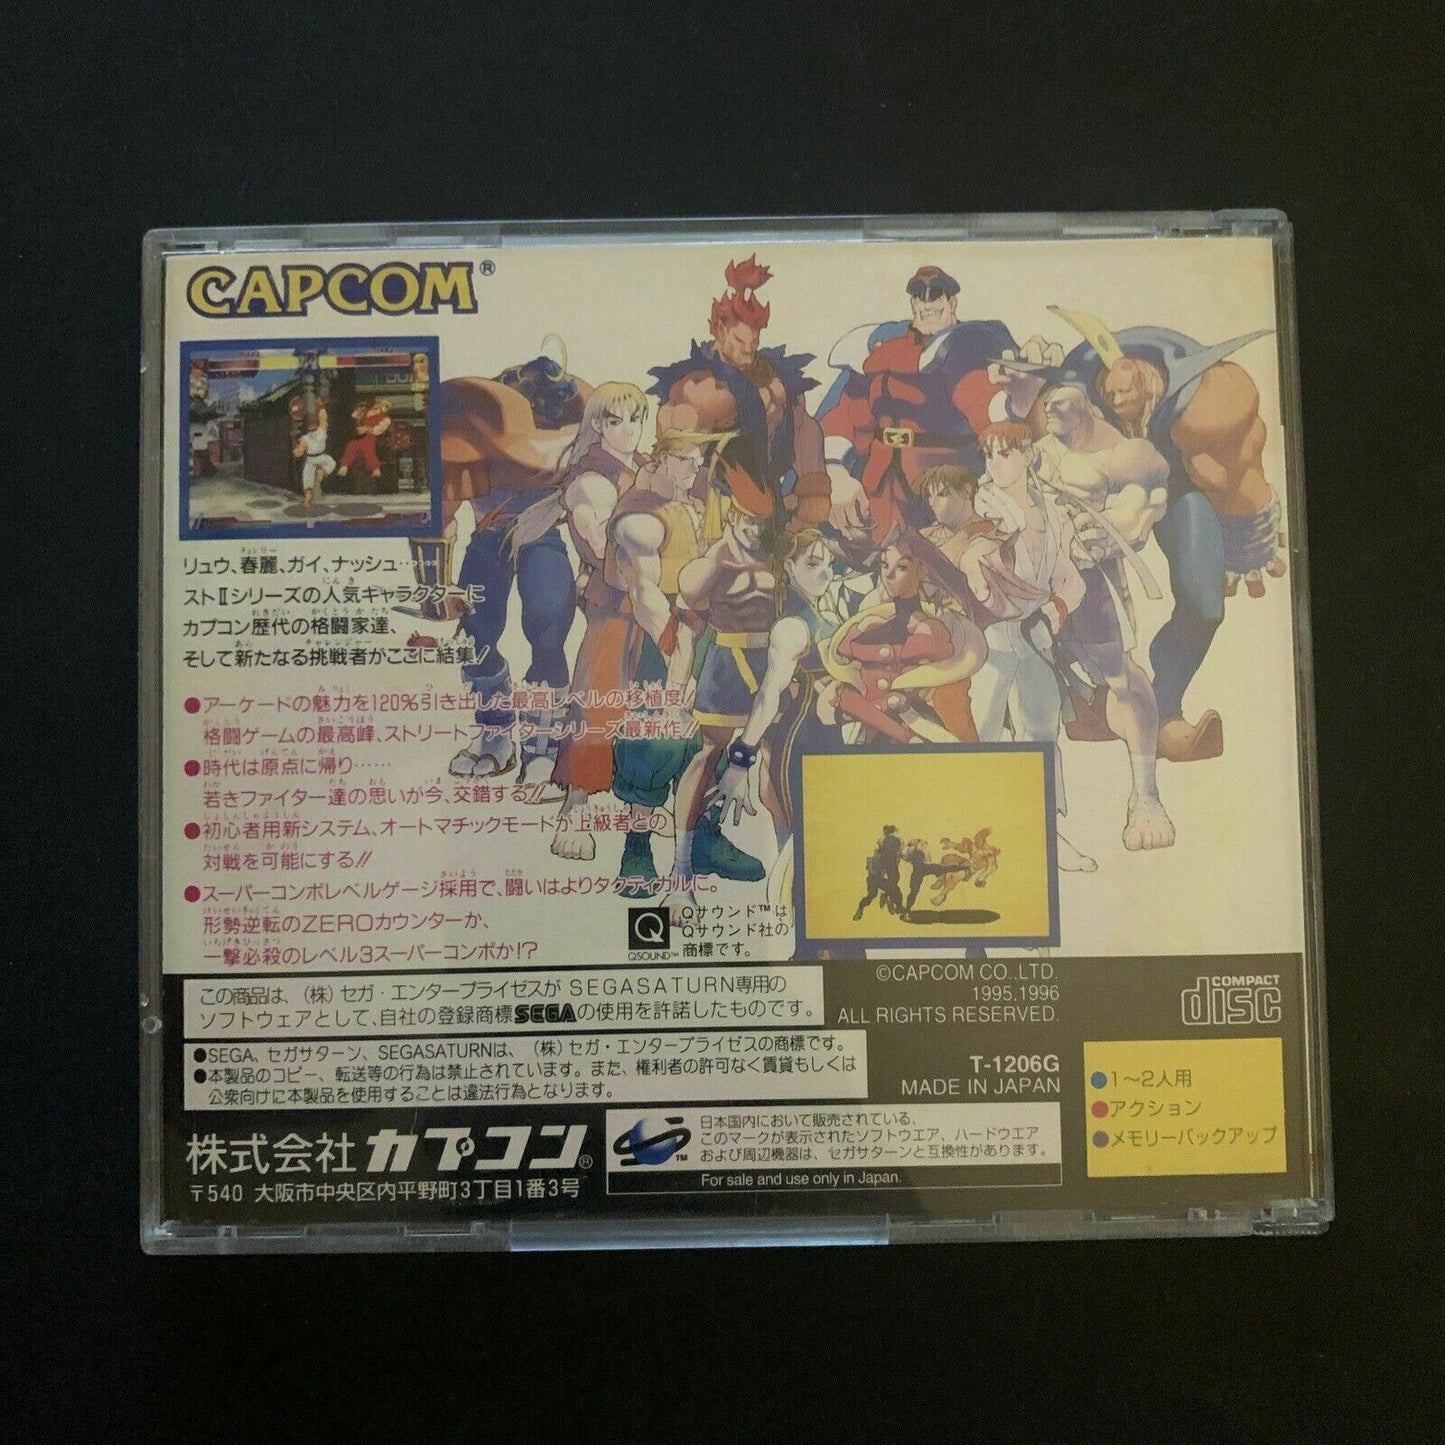 CAPCOM®
リュウ、春麗、ガイ、ナッシュ……
ストⅡシリーズの人気キャラクターに
カプコン歴代の格闘家達、
そして新たなる挑戦者がここに結集!
●アーケードの魅力を120%引き出した最高レベルの移植度!!
格闘ゲームの最高峰、ストリートファイターシリーズ最新作!!
●時代は原点に帰り……
若きファイター達の思いが今、交錯する!!
●初心者用新システム、オートマチックモードが上級者との
対戦を可能にする!!
●スーパーコンボレベルゲージ採用で、闘いはよりタクティカルに。
形勢逆転のZEROカウンターか、
一撃必殺のレベル3スーパーコンボか!?
Q
QSOUND™
Qサウンド™は
Qサウンド社の
商標です。
この商品は、(株)セガ・エンタープライゼスがSEGASATURN専用の
ソフトウェアとして、自社の登録商標SEGAの使用を許諾したものです。
●SEGA、セガサターン、SEGASATURNは、(株)セガ・エンタープライゼスの商標です。
●本製品のコピー、転送等の行為は禁止されています。また、権利者の許可なく賃貸もしくは
公衆向けに本製品を使用することは違法行為となります。
©CAPCOM CO.,LTD.
1995,1996
ALL RIGHTS RESERVED.
COMPACT
disc
T-1206G
MADE IN JAPAN
●1〜2人用
●アクション
●メモリーバックアップ
株式会社カプコン®
〒540 大阪市中央区内平野町3丁目1番3号
TM
日本国内において販売されている、
このマークが表示されたソフトウエア、ハードウエア
および周辺機器は、セガサターンと互換性があります。
For sale and use only in Japan.